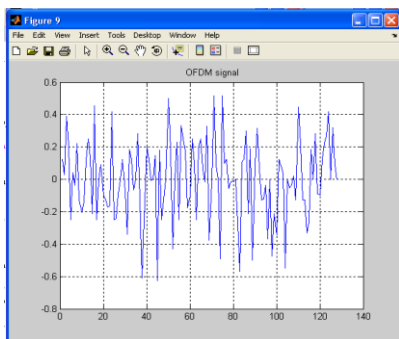 Figure 9
File Edit View Insert Tools Desktop Window Help
OFDM signal
0.6
0.4
0.2
0
-0.2
-0.4
-0.6
-0.8
0 20 40 60 80 100 120 140